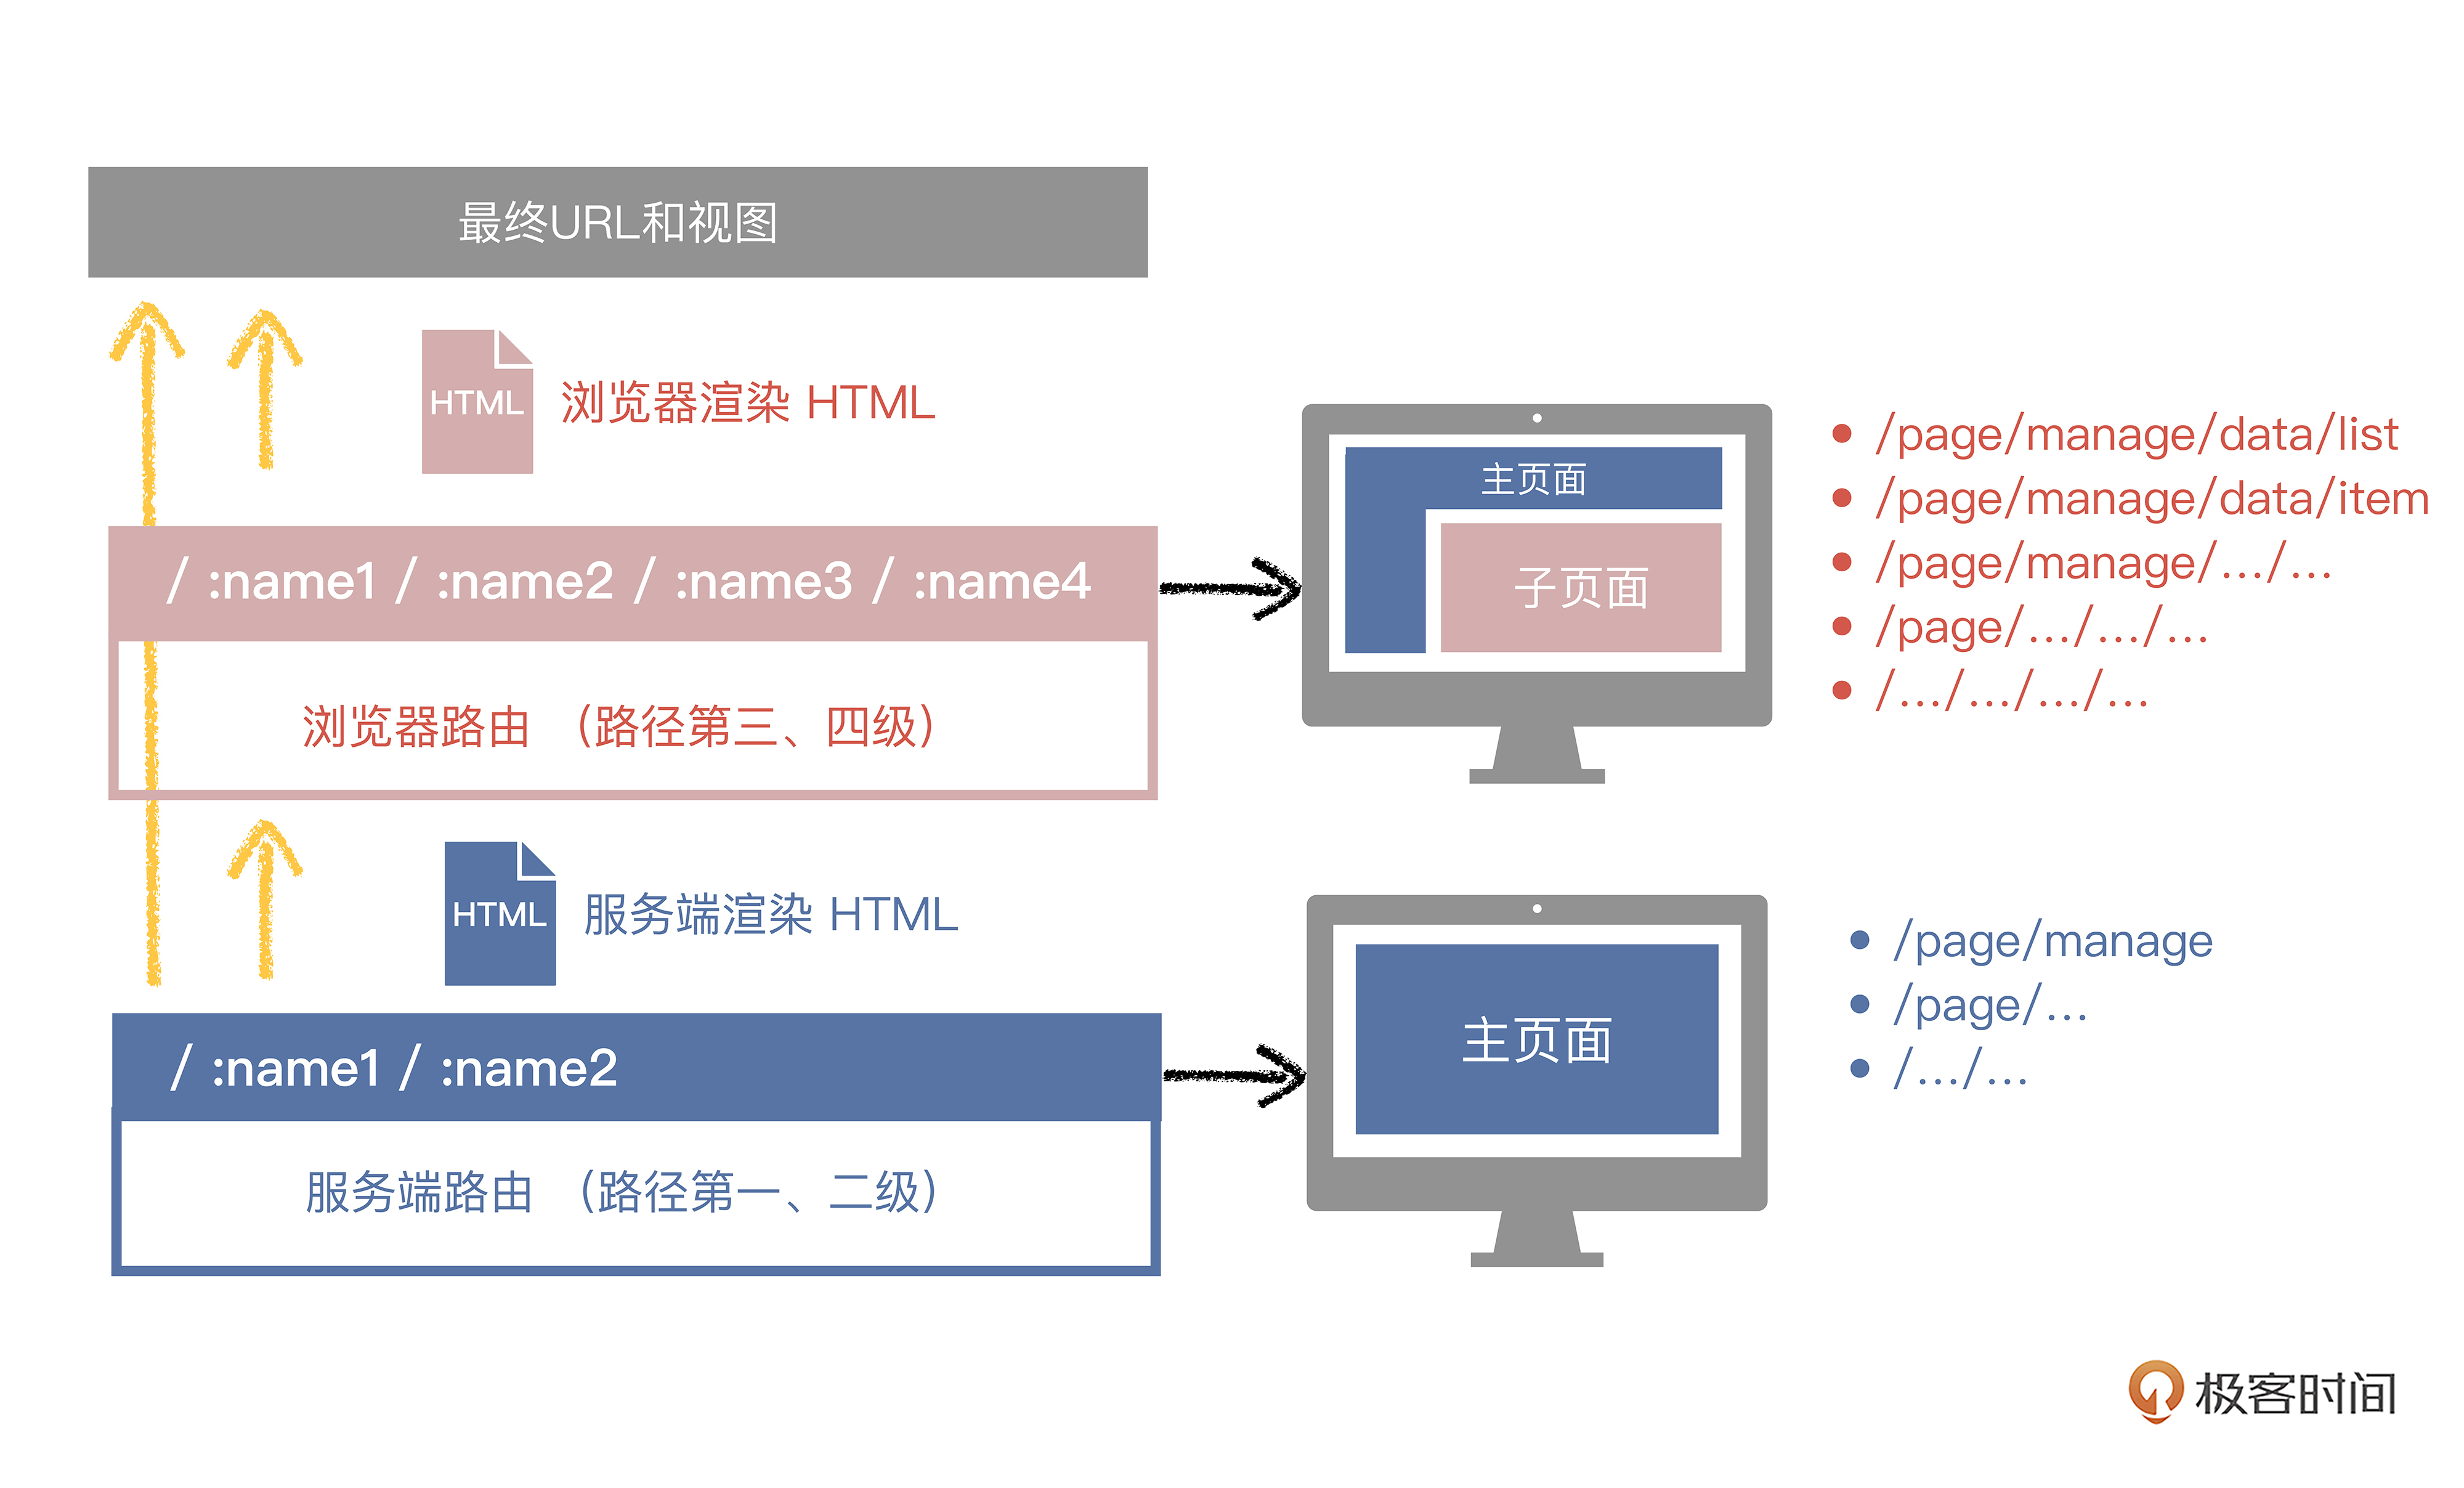 最终URL和视图
HTML
浏览器渲染 HTML
/ :name1 / :name2 / :name3 / :name4
浏览器路由 （路径第三、四级）
主页面
子页面
/page/manage/data/list
/page/manage/data/item
/page/manage/.../...
/page/.../.../...
/.../.../.../...
HTML
服务端渲染 HTML
/ :name1 / :name2
服务端路由 （路径第一、二级）
主页面
/page/manage
/page/...
/.../...
极客时间